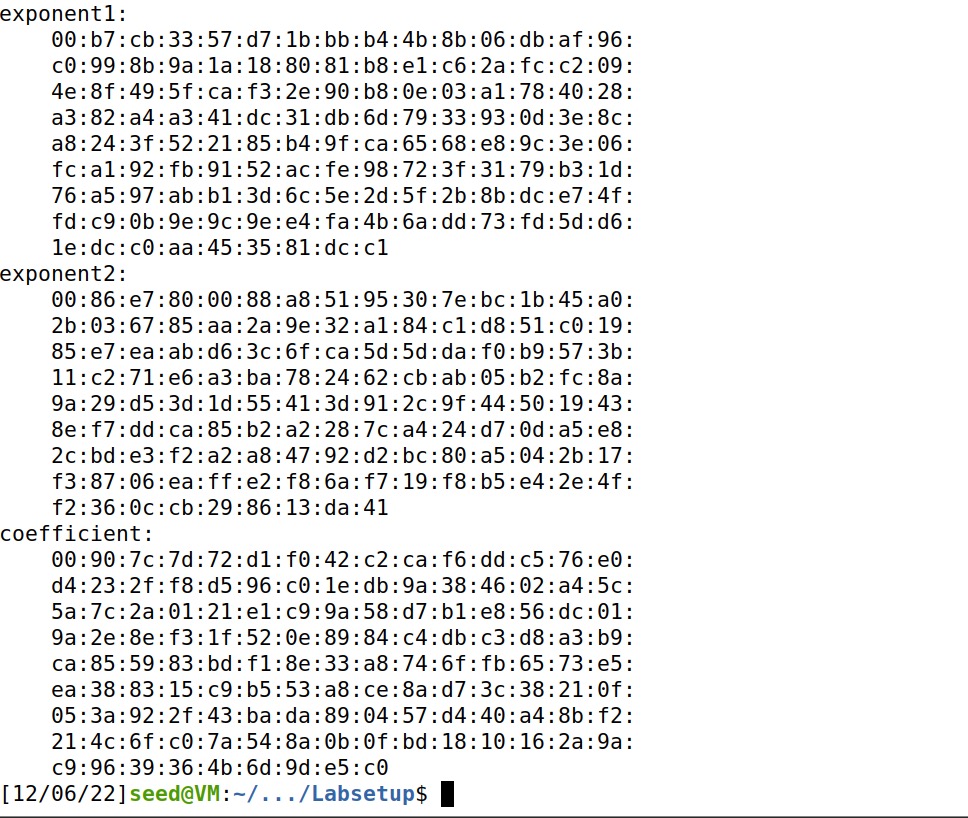 exponent1:
00:b7:cb:33:57:d7:1b:bb:b4:4b:8b:06:db:af:96:
c0:99:8b:9a:1a:18:80:81:b8:e1:c6:2a:fc:c2:09:
4e:8f:49:5f:ca:f3:2e:90:b8:0e:03:a1:78:40:28:
a3:82:a4:a3:41:dc:31:db:6d:79:33:93:0d:3e:8c:
a8:24:3f:52:21:85:b4:9f:ca:65:68:e8:9c:3e:06:
fc:a1:92:fb:91:52:ac:fe:98:72:3f:31:79:b3:1d:
76:a5:97:ab:b1:3d:6c:5e:2d:5f:2b:8b:dc:e7:4f:
fd:c9:0b:9e:9c:9e:e4:fa:4b:6a:dd:73:fd:5d:d6:
1e:dc:c0:aa:45:35:81:dc:c1
exponent2:
00:86:e7:80:00:88:a8:51:95:30:7e:bc:1b:45:a0:
2b:03:67:85:aa:2a:9e:32:a1:84:c1:d8:51:c0:19:
85:e7:ea:ab:d6:3c:6f:ca:5d:5d:da:f0:b9:57:3b:
11:c2:71:e6:a3:ba:78:24:62:cb:ab:05:b2:fc:8a:
9a:29:d5:3d:1d:55:41:3d:91:2c:9f:44:50:19:43:
8e:f7:dd:ca:85:b2:a2:28:7c:a4:24:d7:0d:a5:e8:
2c:bd:e3:f2:a2:a8:47:92:d2:bc:80:a5:04:2b:17:
f3:87:06:ea:ff:e2:f8:6a:f7:19:f8:b5:e4:2e:4f:
f2:36:0c:cb:29:86:13:da:41
coefficient:
00:90:7c:7d:72:d1:f0:42:c2:ca:f6:dd:c5:76:e0:
d4:23:2f:f8:d5:96:c0:1e:db:9a:38:46:02:a4:5c:
5a:7c:2a:01:21:e1:c9:9a:58:d7:b1:e8:56:dc:01:
9a:2e:8e:f3:1f:52:0e:89:84:c4:db:c3:d8:a3:b9:
ca:85:59:83:bd:f1:8e:33:a8:74:6f:fb:65:73:e5:
ea:38:83:15:c9:b5:53:a8:ce:8a:d7:3c:38:21:0f:
05:3a:92:2f:43:ba:da:89:04:57:d4:40:a4:8b:f2:
21:4c:6f:c0:7a:54:8a:0b:0f:bd:18:10:16:2a:9a:
c9:96:39:36:4b:6d:9d:e5:c0
[12/06/22]seed@VM:~/.../Labsetup$